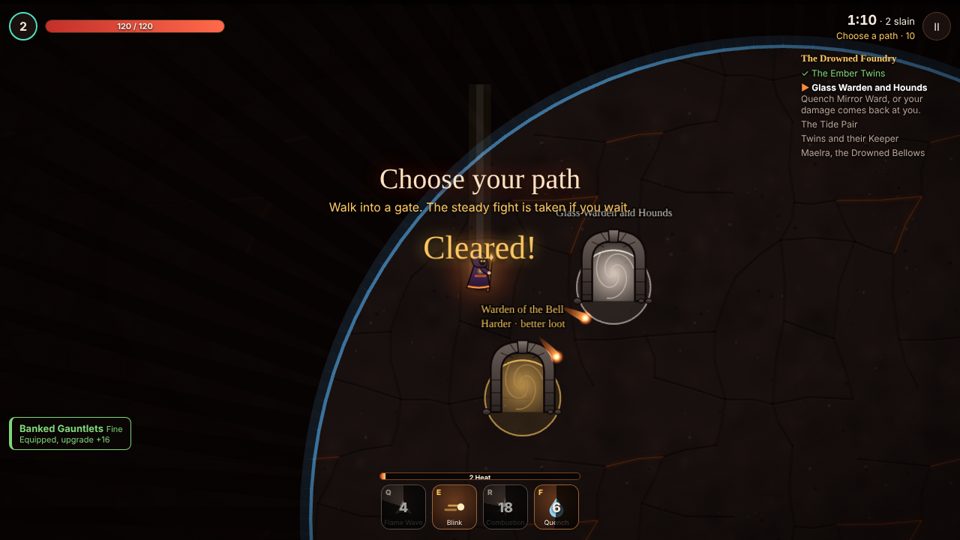 2
120 / 120
1:10 · 2 slain
Choose a path · 10
The Drowned Foundry
✓ The Ember Twins
▶ Glass Warden and Hounds
Quench Mirror Ward, or your
damage comes back at you.
The Tide Pair
Twins and their Keeper
Maelra, the Drowned Bellows
Choose your path
Walk into a gate. The steady fight is taken if you wait.
Glass Warden and Hounds
Cleared!
Warden of the Bell
Harder · better loot
Banked Gauntlets Fine
Equipped, upgrade +16
2 Heat
Q
4
Flame Wave
E
Blink
R
18
Combustion
F
6
Quench